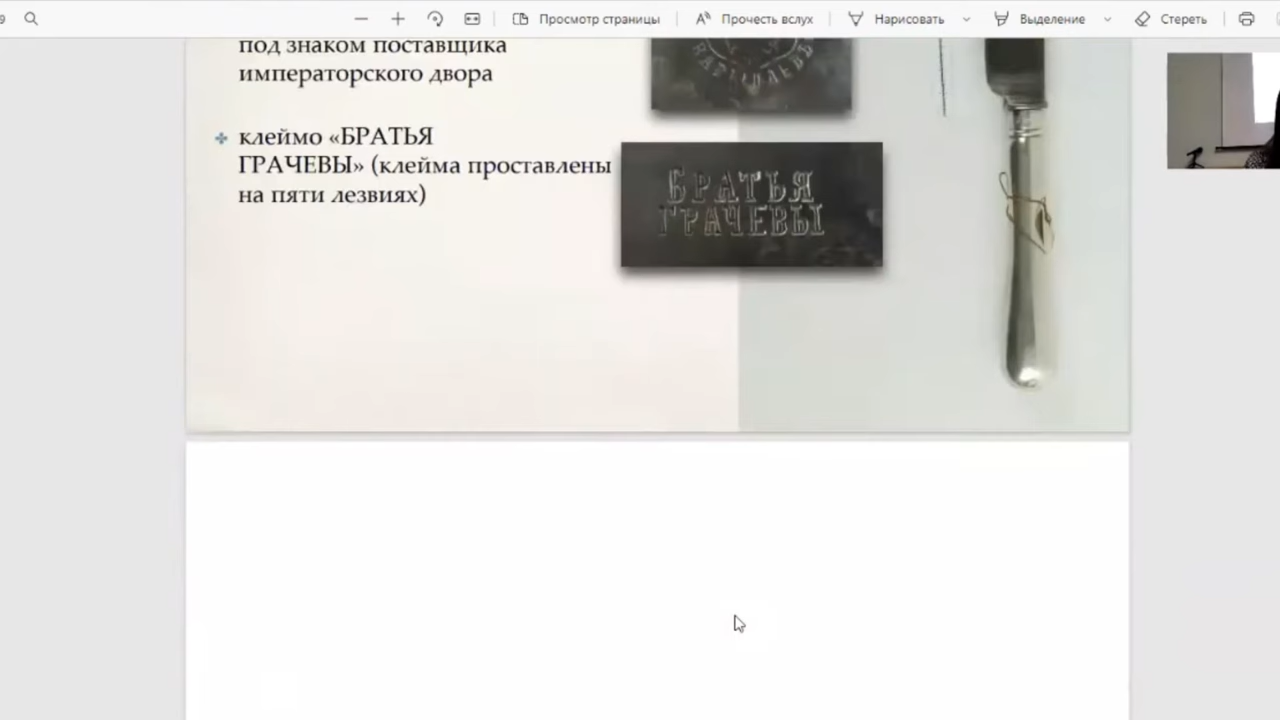 9
Просмотр страницы
Прочесть вслух
Нарисовать
Выделение
Стереть
под знаком поставщика
императорского двора
клеймо «БРАТЬЯ
ГРАЧЕВЫ» (клейма проставлены
на пяти лезвиях)
БРАТЬЯ
ГРАЧЕВЫ